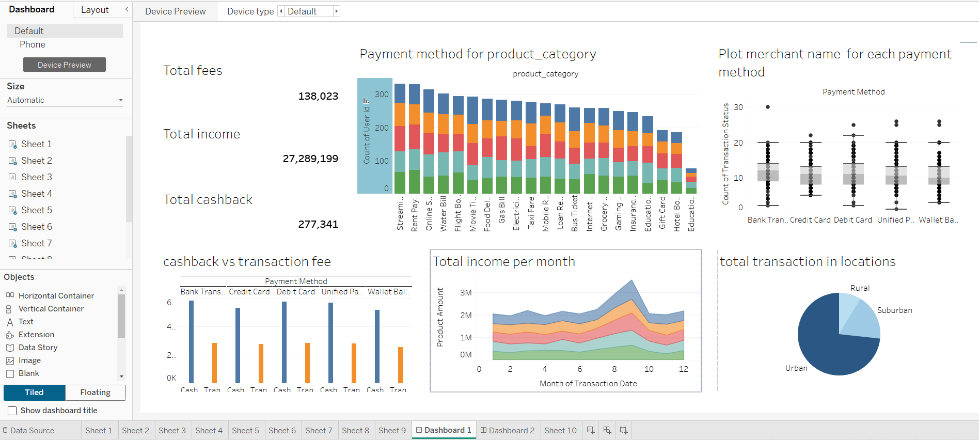 Dashboard
Layout
Default
Phone
Device Preview
Size
Automatic
Sheets
Sheet 1
Sheet 2
Sheet 3
Sheet 4
Sheet 5
Sheet 6
Sheet 7
Objects
Horizontal Container
Vertical Container
Text
Extension
Data Story
Image
Blank
Tiled
Floating
Show dashboard title
Device Preview
Device type
Default
Total fees
138,023
Total income
27,289,199
Total cashback
277,341
Payment method for product_category
product_category
Count of User Id
300
200
100
0
Streami..
Rent Pay..
Online S..
Water Bill
Flight Bo..
Movie Ti..
Food Del..
Gas Bill
Electrici..
Taxi Fare
Mobile R..
Loan Re..
Bus Ticket
Internet ..
Grocery ..
Gaming ..
Insuranc..
Educatio..
Gift Card
Hotel Bo..
Educatio..
Plot merchant name for each payment
method
Payment Method
Count of Transaction Status
30
20
10
0
Bank Tran..
Credit Card
Debit Card
Unified P..
Wallet Ba..
cashback vs transaction fee
Payment Method
Bank Trans..
Credit Card
Debit Card
Unified Pa..
Wallet Bal..
6..
4..
2..
0K
Cash..
Tran..
Cash..
Tran..
Cash..
Tran..
Cash..
Tran..
Cash..
Tran..
Total income per month
Product Amount
3M
2M
1M
0M
0
2
4
6
8
10
12
Month of Transaction Date
total transaction in locations
Rural
Suburban
Urban
Data Source
Sheet 1
Sheet 2
Sheet 3
Sheet 4
Sheet 5
Sheet 6
Sheet 7
Sheet 8
Sheet 9
Dashboard 1
Dashboard 2
Sheet 10